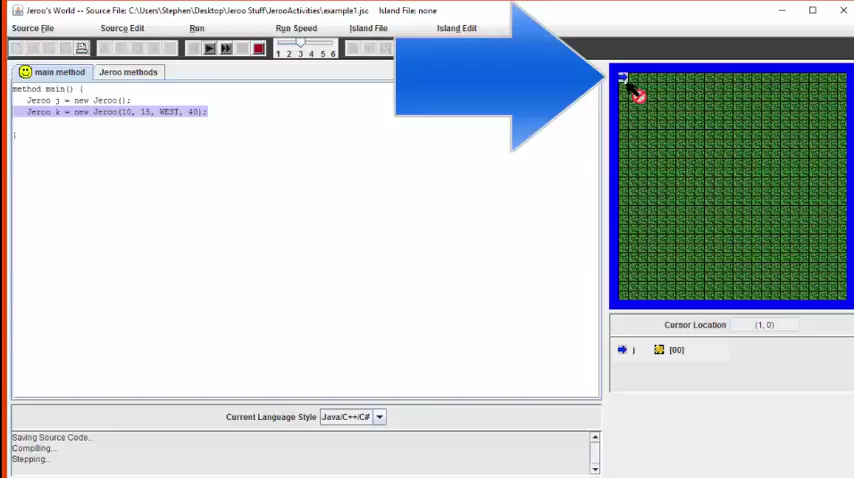 Jeroo's World -- Source File: C:\Users\Stephen\Desktop\Jeroo Stuff\JerooActivities\example1.jsc Island File: none
Source File Source Edit Run Run Speed Island File Island Edit
1 2 3 4 5 6
main method Jeroo methods
method main() {
Jeroo j = new Jeroo();
Jeroo k = new Jeroo(10, 15, WEST, 40);
}
Cursor Location (1, 0)
j [00]
Current Language Style Java/C++/C#
Saving Source Code..
Compiling...
Stepping...